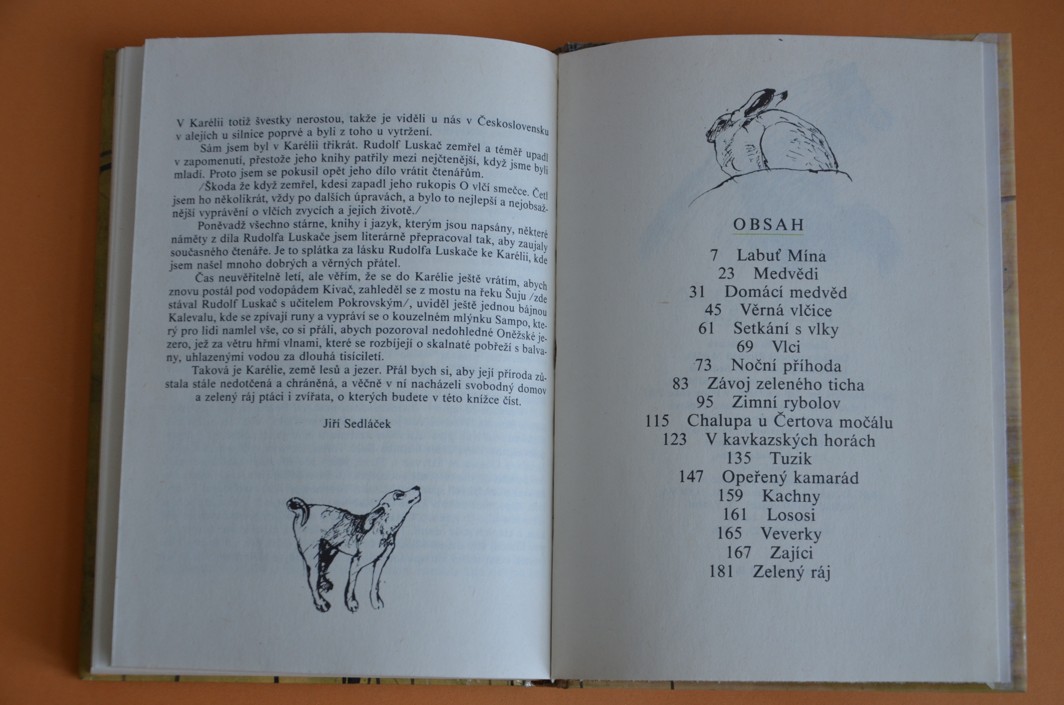 V Karélii totiž švestky nerostou, takže je viděli u nás v Československu
v alejích u silnice poprvé a byli z toho u vytržení.
Sám jsem byl v Karélii třikrát. Rudolf Luskač zemřel a téměř upadl
v zapomenutí, přestože jeho knihy patřily mezi nejčtenější, když jsme byli
mladí. Proto jsem se pokusil opět jeho dílo vrátit čtenářům.
/Škoda že když zemřel, kdesi zapadl jeho rukopis O vlčí smečce. Četl
jsem ho několikrát, vždy po dalších úpravách, a bylo to nejlepší a nejobsaž-
nější vyprávění o vlčích zvycích a jejich životě./
Poněvadž všechno stárne, knihy i jazyk, kterým jsou napsány, některé
náměty z díla Rudolfa Luskače jsem literárně přepracoval tak, aby zaujaly
současného čtenáře. Je to splátka za lásku Rudolfa Luskače ke Karélii, kde
jsem našel mnoho dobrých a věrných přátel.
Čas neuvěřitelně letí, ale věřím, že se do Karélie ještě vrátím, abych
znovu postál pod vodopádem Kivač, zahleděl se z mostu na řeku Šuju /zde
stával Rudolf Luskač s učitelem Pokrovským/, uviděl ještě jednou bájnou
Kalevalu, kde se zpívají runy a vypráví se o kouzelném mlýnku Sampo, kte-
rý pro lidi namlel vše, co si přáli, abych pozoroval nedohledné Oněžské je-
zero, jež za větru hřmí vlnami, které se rozbíjejí o skalnaté pobřeží s balva-
ny, uhlazenými vodou za dlouhá tisíciletí.
Taková je Karélie, země lesů a jezer. Přál bych si, aby její příroda zů-
stala stále nedotčená a chráněná, a věčně v ní nacházeli svobodný domov
a zelený ráj ptáci i zvířata, o kterých budete v této knížce číst.
Jiří Sedláček
OBSAH
7 Labuť Mína
23 Medvědi
31 Domácí medvěd
45 Věrná vlčice
61 Setkání s vlky
69 Vlci
73 Noční příhoda
83 Závoj zeleného ticha
95 Zimní rybolov
115 Chalupa u Čertova močálu
123 V kavkazských horách
135 Tuzik
147 Opeřený kamarád
159 Kachny
161 Lososi
165 Veverky
167 Zajíci
181 Zelený ráj